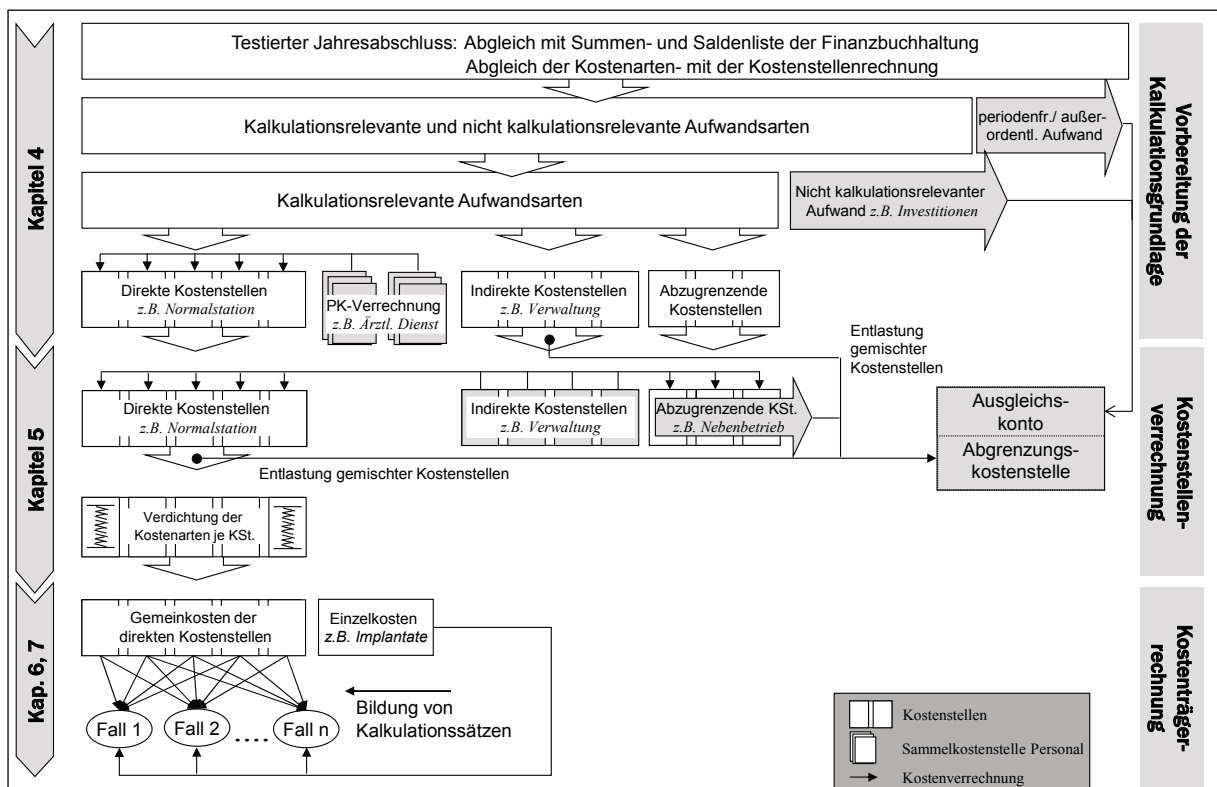 Testierter Jahresabschluss: Abgleich mit Summen- und Saldenliste der Finanzbuchhaltung
Abgleich der Kostenarten- mit der Kostenstellenrechnung
Kalkulationsrelevante und nicht kalkulationsrelevante Aufwandsarten
periodenfr./ außer-
ordentl. Aufwand
Kalkulationsrelevante Aufwandsarten
Nicht kalkulationsrelevanter
Aufwand z.B. Investitionen
Kapitel 4
Vorbereitung der
Kalkulationsgrundlage
Direkte Kostenstellen
z.B. Normalstation
PK-Verrechnung
z.B. Ärztl. Dienst
Indirekte Kostenstellen
z.B. Verwaltung
Abzugrenzende
Kostenstellen
Entlastung
gemischter
Kostenstellen
Kapitel 5
Kostenstellen-
verrechnung
Direkte Kostenstellen
z.B. Normalstation
Indirekte Kostenstellen
z.B. Verwaltung
Abzugrenzende KSt.
z.B. Nebenbetrieb
Ausgleichs-
konto
Abgrenzungs-
kostenstelle
Entlastung gemischter Kostenstellen
Verdichtung der
Kostenarten je KSt.
Kap. 6, 7
Kostenträger-
rechnung
Gemeinkosten der
direkten Kostenstellen
Einzelkosten
z.B. Implantate
Bildung von
Kalkulationssätzen
Fall 1
Fall 2
....
Fall n
Kostenstellen
Sammelkostenstelle Personal
Kostenverrechnung